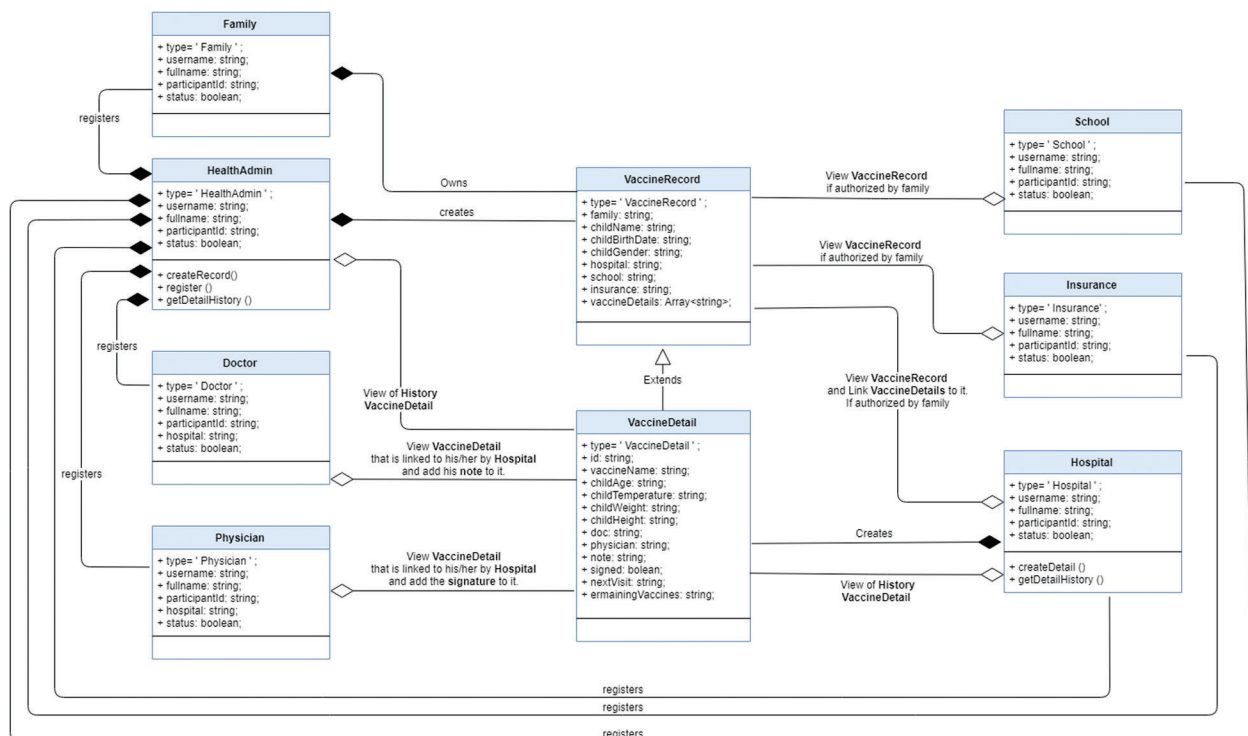 Family
+ type= ' Family ' ;
+ username: string;
+ fullname: string;
+ participantId: string;
+ status: boolean;
registers
HealthAdmin
+ type= ' HealthAdmin ' ;
+ username: string;
+ fullname: string;
+ participantId: string;
+ status: boolean;
+ createRecord()
+ register ()
+ getDetailHistory ()
registers
Doctor
+ type= ' Doctor ' ;
+ username: string;
+ fullname: string;
+ participantId: string;
+ hospital: string;
+ status: boolean;
registers
Physician
+ type= ' Physician ' ;
+ username: string;
+ fullname: string;
+ participantId: string;
+ hospital: string;
+ status: boolean;
Owns
creates
View of History
VaccineDetail
View VaccineDetail
that is linked to his/her by Hospital
and add his note to it.
View VaccineDetail
that is linked to his/her by Hospital
and add the signature to it.
VaccineRecord
+ type= ' VaccineRecord ' ;
+ family: string;
+ childName: string;
+ childBirthDate: string;
+ childGender: string;
+ hospital: string;
+ school: string;
+ insurance: string;
+ vaccineDetails: Array<string>;
Extends
VaccineDetail
+ type= ' VaccineDetail ' ;
+ id: string;
+ vaccineName: string;
+ childAge: string;
+ childTemperature: string;
+ childWeight: string;
+ childHeight: string;
+ doc: string;
+ physician: string;
+ note: string;
+ signed: bolean;
+ nextVisit: string;
+ ermainingVaccines: string;
View VaccineRecord
if authorized by family
View VaccineRecord
if authorized by family
View VaccineRecord
and Link VaccineDetails to it.
If authorized by family
Creates
View of History
VaccineDetail
School
+ type= ' School ' ;
+ username: string;
+ fullname: string;
+ participantId: string;
+ status: boolean;
Insurance
+ type= ' Insurance' ;
+ username: string;
+ fullname: string;
+ participantId: string;
+ status: boolean;
Hospital
+ type= ' Hospital ' ;
+ username: string;
+ fullname: string;
+ participantId: string;
+ status: boolean;
+ createDetail ()
+ getDetailHistory ()
registers
registers
registers